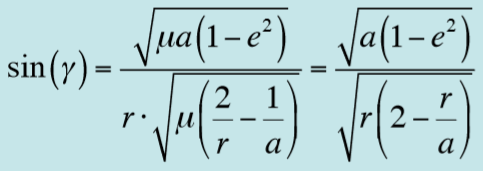 sin(γ) = √(μa(1−e²)) / (r·√(μ(2/r − 1/a))) = √(a(1−e²)) / √(r(2 − r/a))